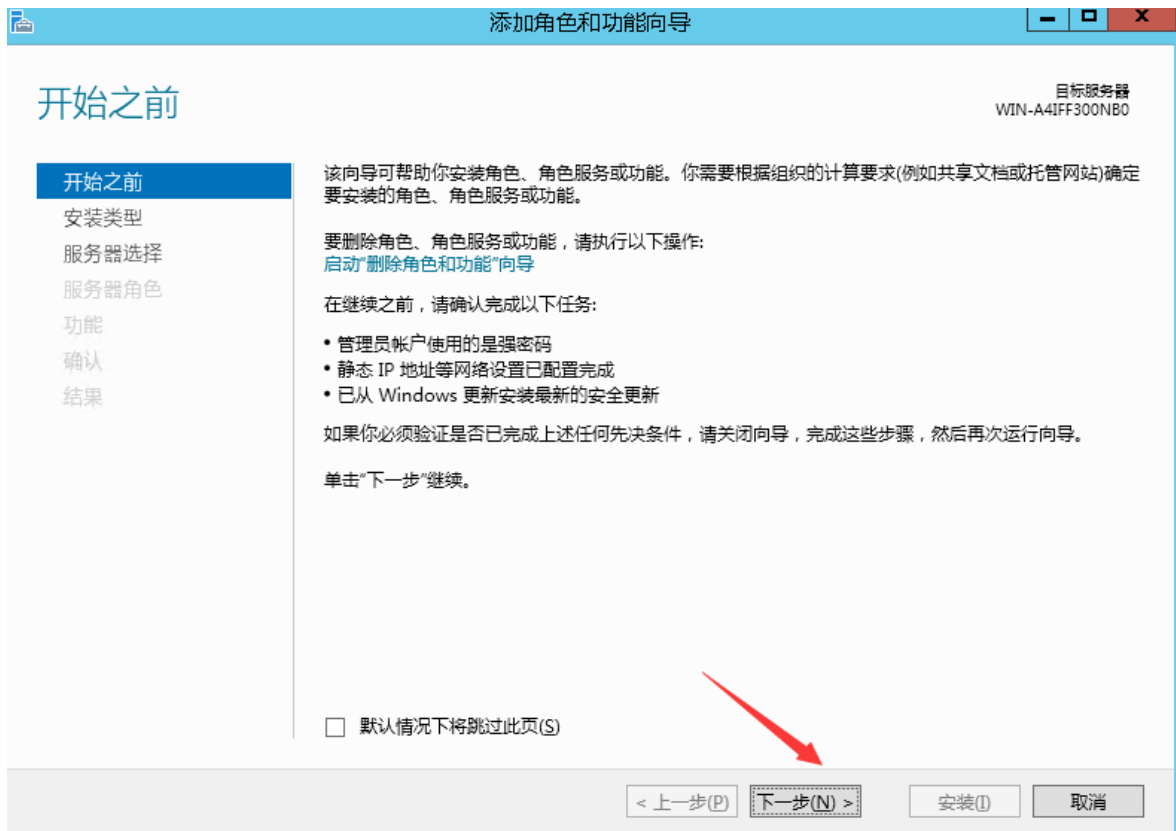 添加角色和功能向导
开始之前
目标服务器
WIN-A4IFF300NB0
开始之前
安装类型
服务器选择
服务器角色
功能
确认
结果
该向导可帮助你安装角色、角色服务或功能。你需要根据组织的计算要求(例如共享文档或托管网站)确定
要安装的角色、角色服务或功能。
要删除角色、角色服务或功能，请执行以下操作:
启动"删除角色和功能"向导
在继续之前，请确认完成以下任务:
• 管理员帐户使用的是强密码
• 静态 IP 地址等网络设置已配置完成
• 已从 Windows 更新安装最新的安全更新
如果你必须验证是否已完成上述任何先决条件，请关闭向导，完成这些步骤，然后再次运行向导。
单击"下一步"继续。
默认情况下将跳过此页(S)
< 上一步(P)
下一步(N) >
安装(I)
取消